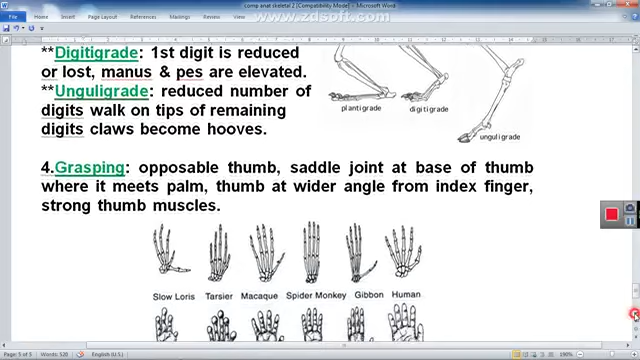 comp anat skeletal 2 [Compatibility Mode] - Microsoft Word
www.zdsoft.com
File Home Insert Page Layout References Mailings Review View
**Digitigrade: 1st digit is reduced
or lost, manus & pes are elevated.
**Unguligrade: reduced number of
digits walk on tips of remaining
digits claws become hooves.
plantigrade digitigrade
unguligrade
4.Grasping: opposable thumb, saddle joint at base of thumb
where it meets palm, thumb at wider angle from index finger,
strong thumb muscles.
Slow Loris Tarsier Macaque Spider Monkey Gibbon Human
Page: 5 of 5 Words: 520 English (U.S.) 190%